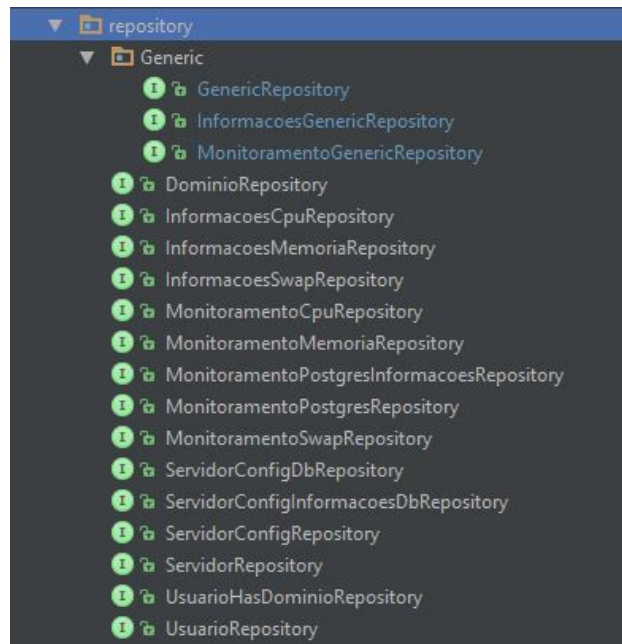 repository
Generic
GenericRepository
InformacoesGenericRepository
MonitoramentoGenericRepository
DominioRepository
InformacoesCpuRepository
InformacoesMemoriaRepository
InformacoesSwapRepository
MonitoramentoCpuRepository
MonitoramentoMemoriaRepository
MonitoramentoPostgresInformacoesRepository
MonitoramentoPostgresRepository
MonitoramentoSwapRepository
ServidorConfigDbRepository
ServidorConfigInformacoesDbRepository
ServidorConfigRepository
ServidorRepository
UsuarioHasDominioRepository
UsuarioRepository